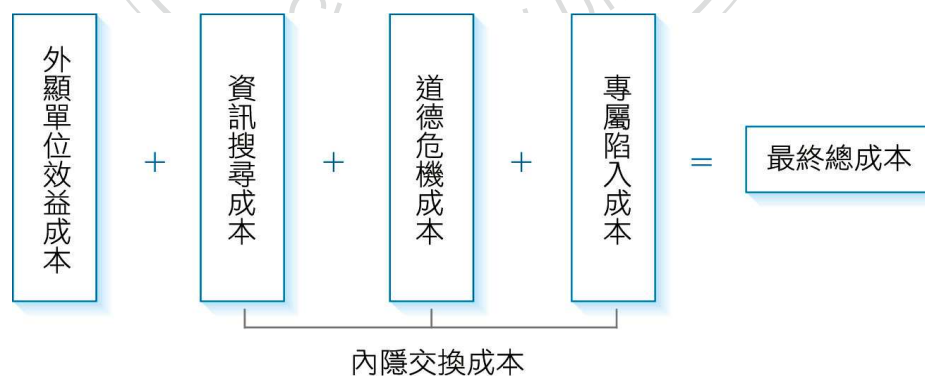 外顯單位效益成本
+
資訊搜尋成本
+
道德危機成本
+
專屬陷入成本
=
最終總成本
內隱交換成本